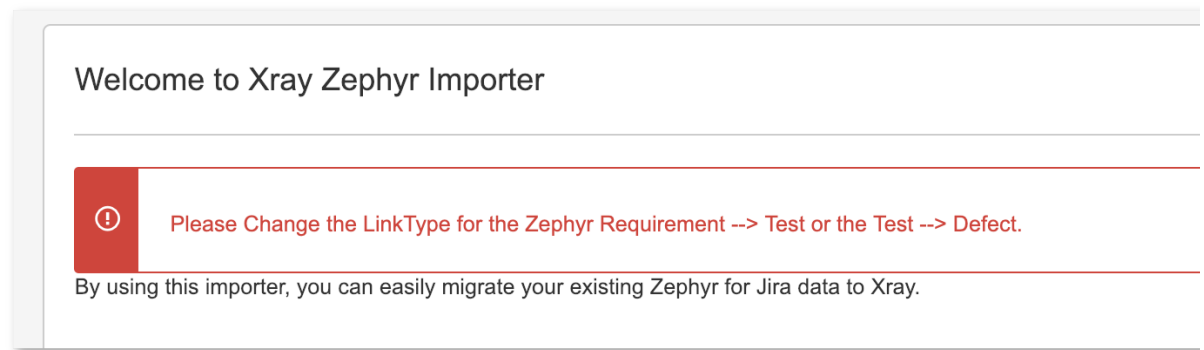 Welcome to Xray Zephyr Importer
Please Change the LinkType for the Zephyr Requirement --> Test or the Test --> Defect.
By using this importer, you can easily migrate your existing Zephyr for Jira data to Xray.